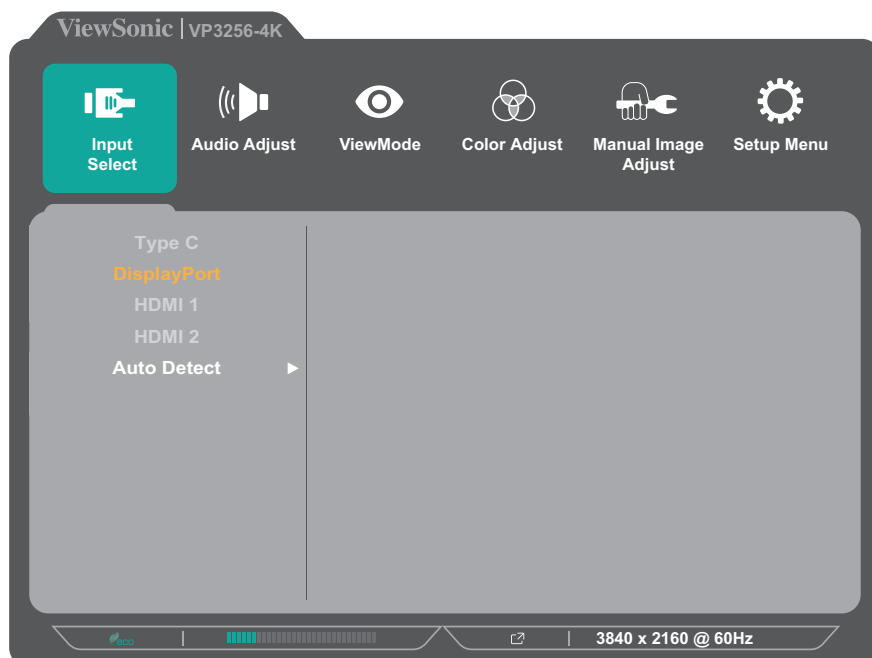 ViewSonic | VP3256-4K
Input
Select
Audio Adjust
ViewMode
Color Adjust
Manual Image
Adjust
Setup Menu
Type C
DisplayPort
HDMI 1
HDMI 2
Auto Detect
eco
3840 x 2160 @ 60Hz